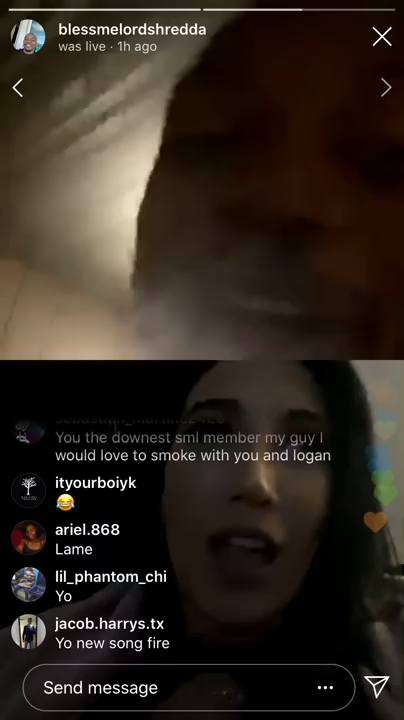 blessmelordshredda
was live · 1h ago
You the downest sml member my guy I
would love to smoke with you and logan
ityourboiyk
😂
ariel.868
Lame
lil_phantom_chi
Yo
jacob.harrys.tx
Yo new song fire
Send message